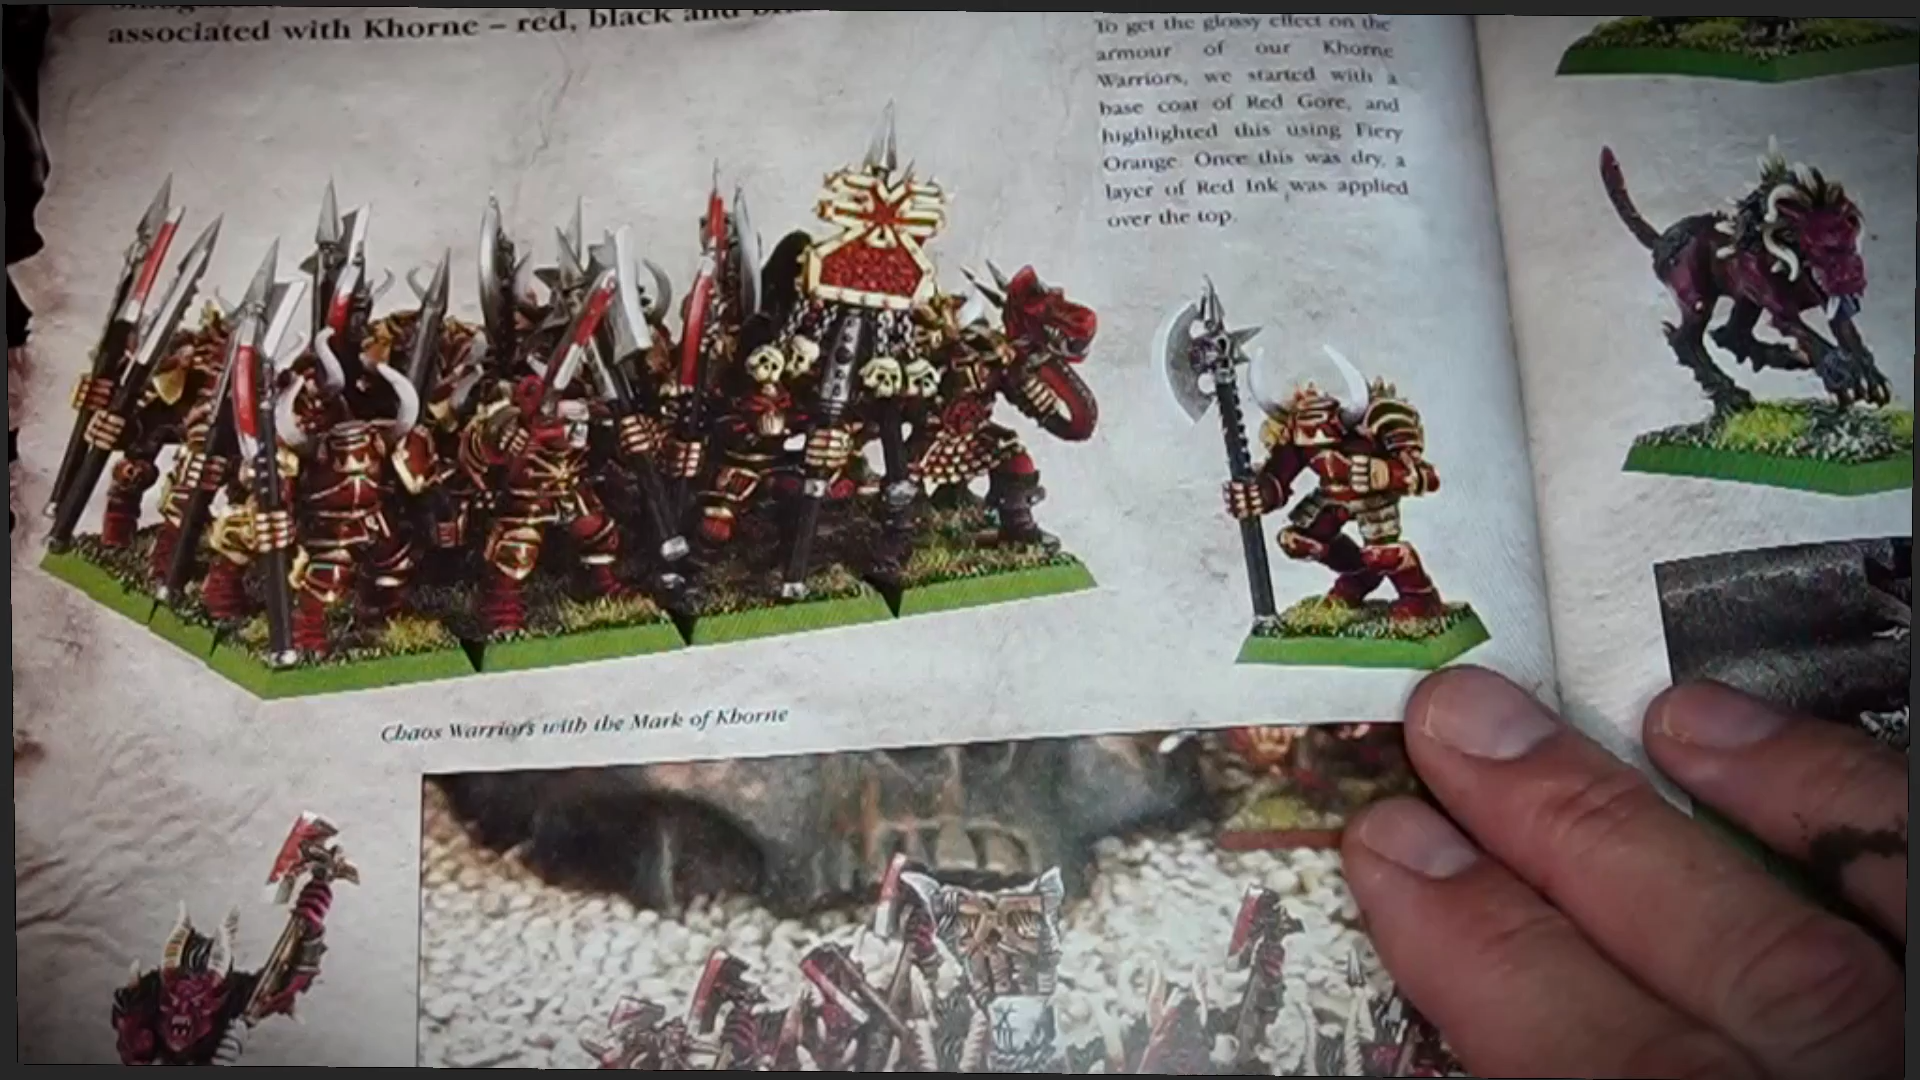 associated with Khorne – red, black and
To get the glossy effect on the
armour of our Khorne
Warriors, we started with a
base coat of Red Gore, and
highlighted this using Fiery
Orange. Once this was dry, a
layer of Red Ink was applied
over the top.
Chaos Warriors with the Mark of Khorne